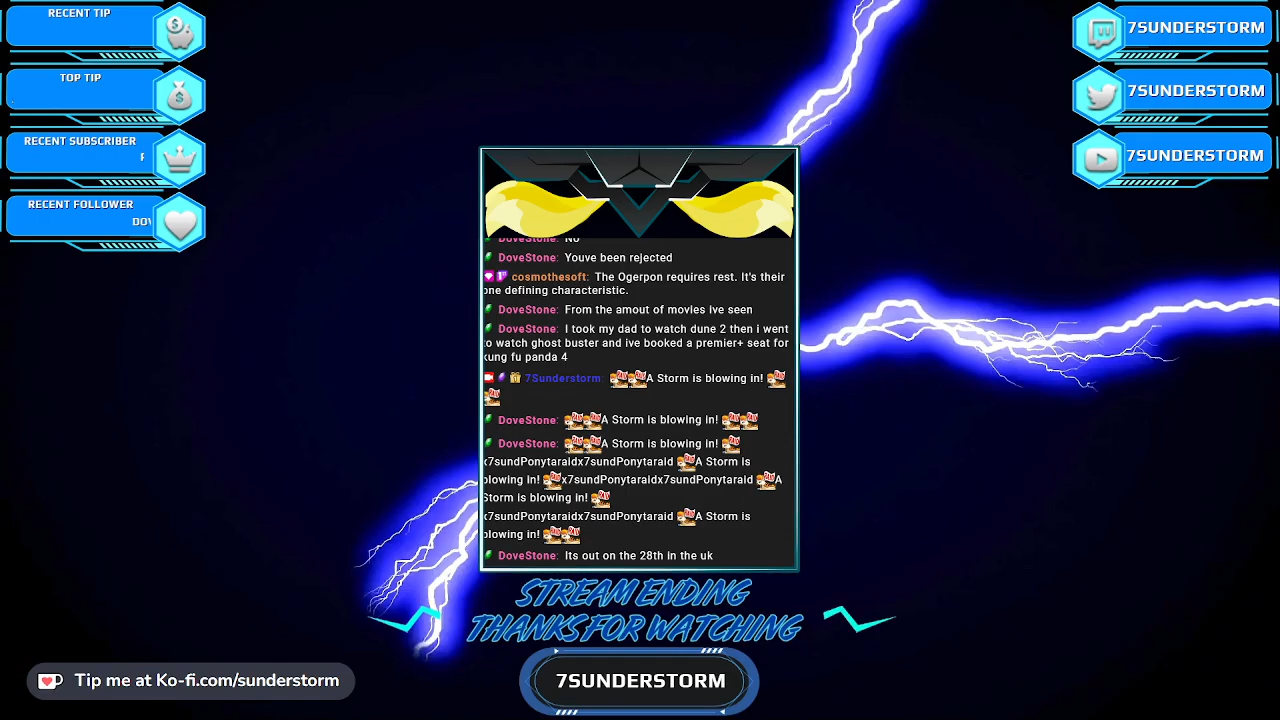 RECENT TIP
TOP TIP
RECENT SUBSCRIBER
RECENT FOLLOWER
7SUNDERSTORM
7SUNDERSTORM
7SUNDERSTORM
DoveStone: No
DoveStone: Youve been rejected
cosmothesoft: The Ogerpon requires rest. It's their
one defining characteristic.
DoveStone: From the amout of movies Ive seen
DoveStone: I took my dad to watch dune 2 then i went
to watch ghost buster and ive booked a premier+ seat for
kung fu panda 4
7Sunderstorm: A Storm is blowing in!
DoveStone: A Storm is blowing in!
DoveStone: A Storm is blowing in!
x7sundPonytaraidx7sundPonytaraid A Storm is
blowing in! x7sundPonytaraidx7sundPonytaraid A
Storm is blowing in!
x7sundPonytaraidx7sundPonytaraid A Storm is
blowing in!
DoveStone: Its out on the 28th in the uk
STREAM ENDING
THANKS FOR WATCHING
7SUNDERSTORM
Tip me at Ko-fi.com/sunderstorm